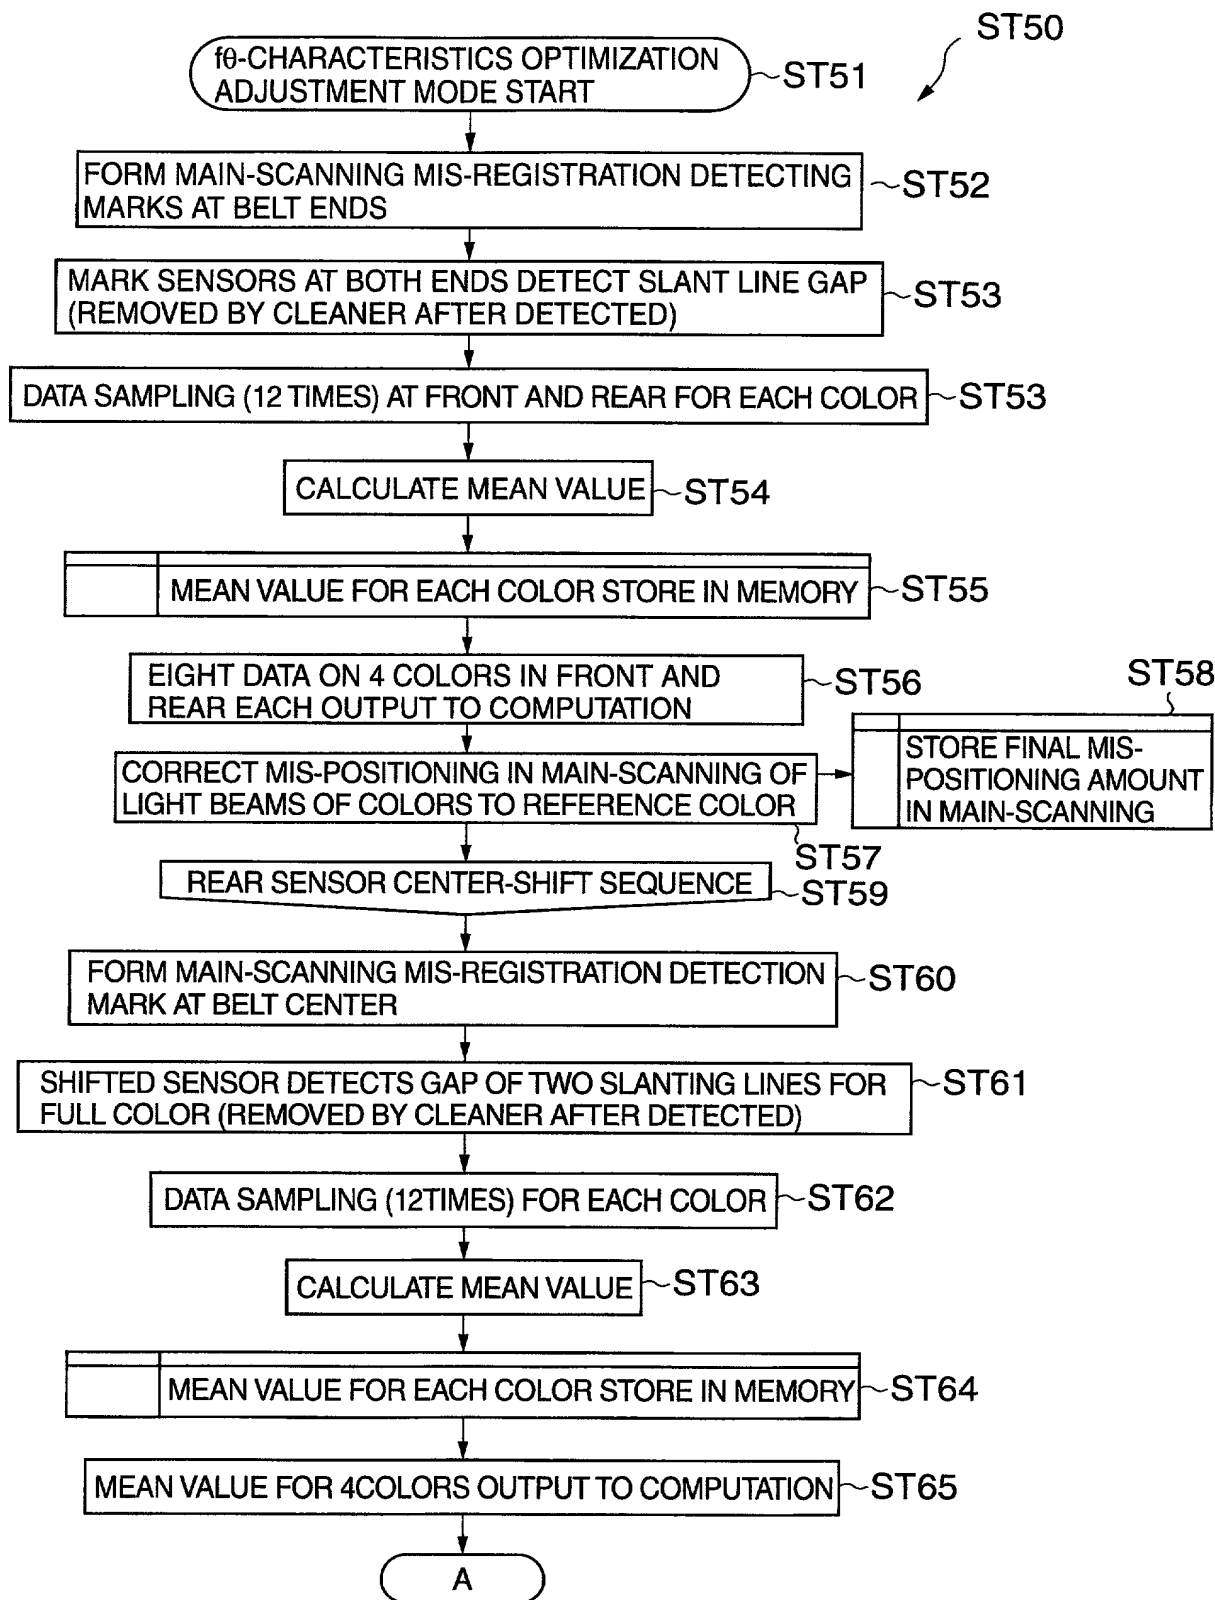 ST50
fθ-CHARACTERISTICS OPTIMIZATION
ADJUSTMENT MODE START
ST51
FORM MAIN-SCANNING MIS-REGISTRATION DETECTING
MARKS AT BELT ENDS
ST52
MARK SENSORS AT BOTH ENDS DETECT SLANT LINE GAP
(REMOVED BY CLEANER AFTER DETECTED)
ST53
DATA SAMPLING (12 TIMES) AT FRONT AND REAR FOR EACH COLOR
ST53
CALCULATE MEAN VALUE
ST54
MEAN VALUE FOR EACH COLOR STORE IN MEMORY
ST55
EIGHT DATA ON 4 COLORS IN FRONT AND
REAR EACH OUTPUT TO COMPUTATION
ST56
CORRECT MIS-POSITIONING IN MAIN-SCANNING OF
LIGHT BEAMS OF COLORS TO REFERENCE COLOR
ST57
ST58
STORE FINAL MIS-
POSITIONING AMOUNT
IN MAIN-SCANNING
REAR SENSOR CENTER-SHIFT SEQUENCE
ST59
FORM MAIN-SCANNING MIS-REGISTRATION DETECTION
MARK AT BELT CENTER
ST60
SHIFTED SENSOR DETECTS GAP OF TWO SLANTING LINES FOR
FULL COLOR (REMOVED BY CLEANER AFTER DETECTED)
ST61
DATA SAMPLING (12TIMES) FOR EACH COLOR
ST62
CALCULATE MEAN VALUE
ST63
MEAN VALUE FOR EACH COLOR STORE IN MEMORY
ST64
MEAN VALUE FOR 4COLORS OUTPUT TO COMPUTATION
ST65
A